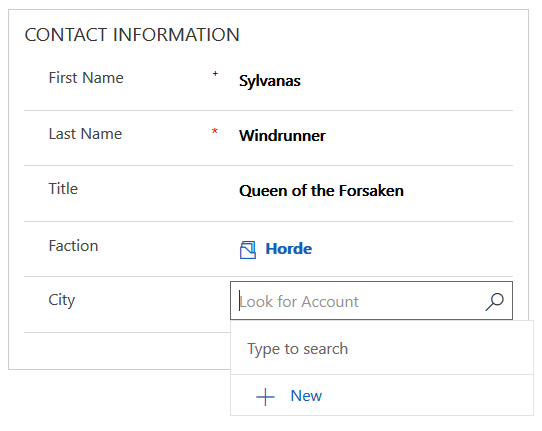 CONTACT INFORMATION
First Name + Sylvanas
Last Name * Windrunner
Title Queen of the Forsaken
Faction Horde
City Look for Account
Type to search
+ New